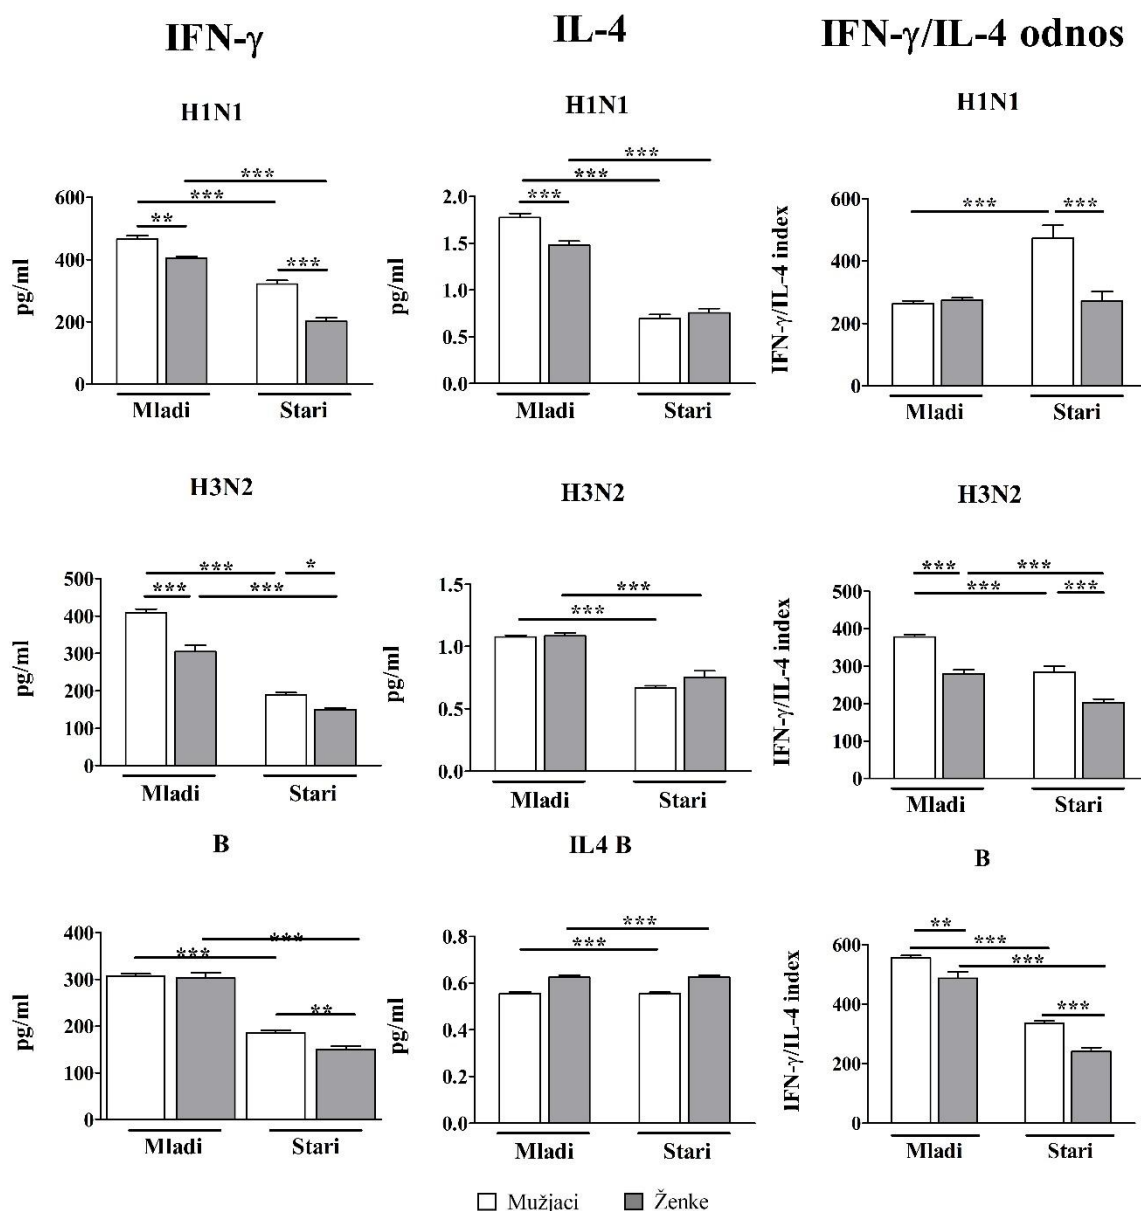 IFN-γ IL-4 IFN-γ/IL-4 odnos
H1N1 H1N1 H1N1
*** *** *** ***
*** ***
** *** ***
pg/ml 600 400 200 0
pg/ml 2.0 1.5 1.0 0.5 0.0
IFN-γ/IL-4 index 600 400 200 0
Mladi Stari Mladi Stari Mladi Stari
H3N2 H3N2 H3N2
*** * *** *** ***
*** *** *** *** ***
pg/ml 500 400 300 200 100 0
pg/ml 1.5 1.0 0.5 0.0
IFN-γ/IL-4 index 500 400 300 200 100 0
Mladi Stari Mladi Stari Mladi Stari
B IL4 B B
*** *** **
*** *** ***
** *** ***
pg/ml 400 300 200 100 0
pg/ml 0.8 0.6 0.4 0.2 0.0
IFN-γ/IL-4 index 600 400 200 0
Mladi Stari Mladi Stari Mladi Stari
Mužjaci Ženke